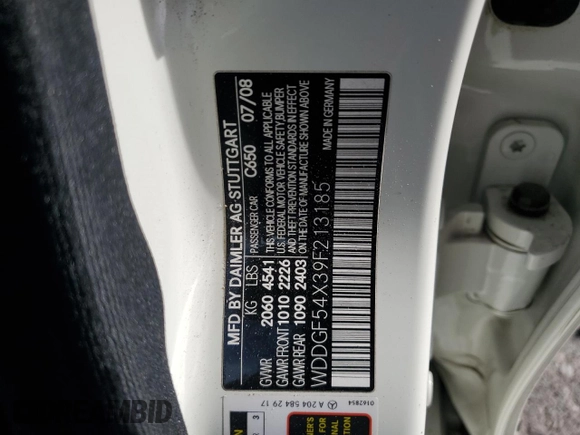 MFD BY DAIMLER AG-STUTTGART
PASSENGER CAR C650 07/08
KG LBS
GVWR 2060 4541
GAWR FRONT 1010 2226
GAWR REAR 1090 2403
THIS VEHICLE CONFORMS TO ALL APPLICABLE
U.S. FEDERAL MOTOR VEHICLE SAFETY, BUMPER,
AND THEFT PREVENTION STANDARDS IN EFFECT
ON THE DATE OF MANUFACTURE SHOWN ABOVE
MADE IN GERMANY
WDDGF54X39F213185
A 204 584 29 17
3